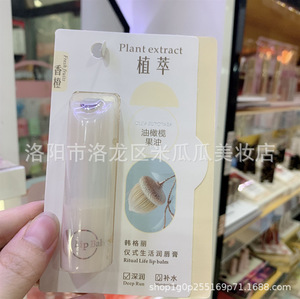 Plant extract
植萃
香橙
油橄榄
果油
洛阳市洛龙区米瓜瓜美妆店
韩格丽
仪式生活润唇膏
Ritual Life lip balm
深润
补水
shop1g0p255169p71.1688.com